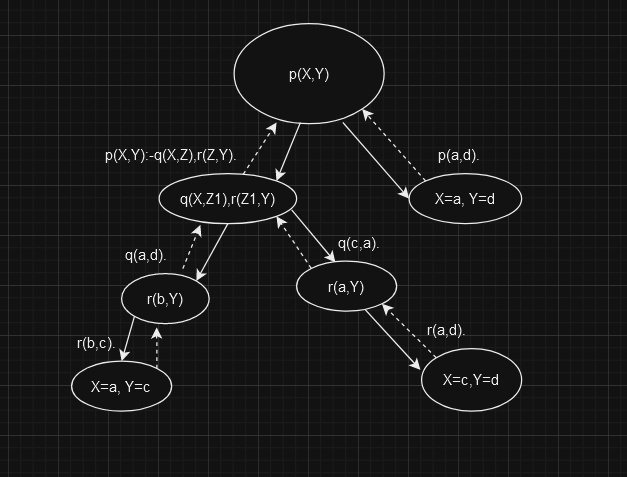 p(X,Y)
p(X,Y):-q(X,Z),r(Z,Y).
p(a,d).
q(X,Z1),r(Z1,Y)
X=a, Y=d
q(a,d).
q(c,a).
r(b,Y)
r(a,Y)
r(b,c).
r(a,d).
X=a, Y=c
X=c,Y=d